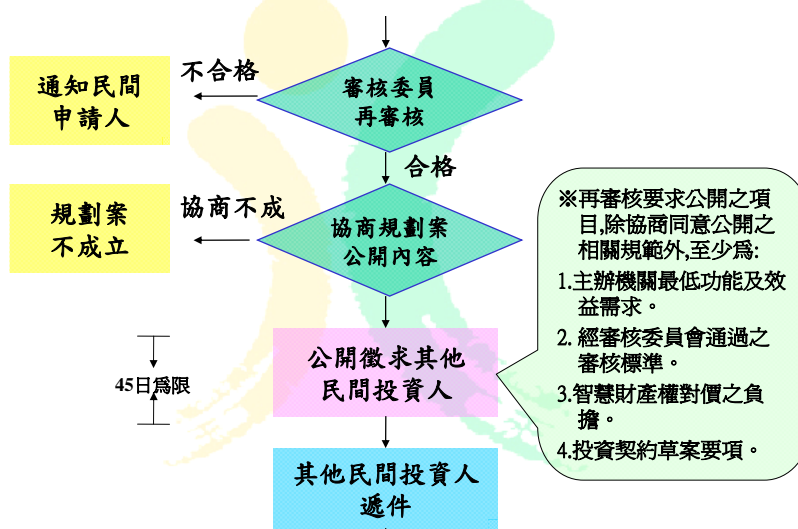 審核委員
再審核
不合格
通知民間
申請人
合格
協商規劃案
公開內容
協商不成
規劃案
不成立
公開徵求其他
民間投資人
45日為限
※再審核要求公開之項
目,除協商同意公開之
相關規範外,至少為:
1.主辦機關最低功能及效
益需求。
2. 經審核委員會通過之
審核標準。
3.智慧財產權對價之負
擔。
4.投資契約草案要項。
其他民間投資人
遞件